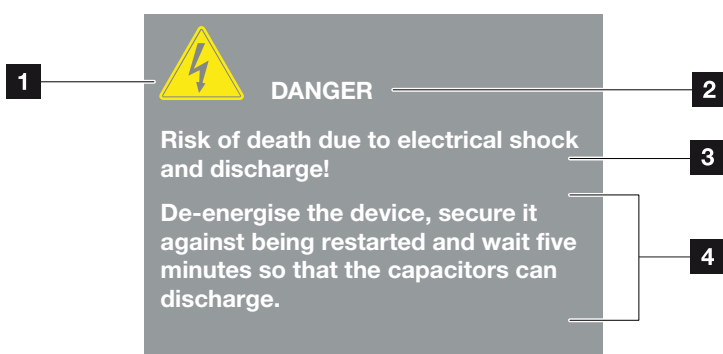 1
DANGER
2
Risk of death due to electrical shock
and discharge!
3
De-energise the device, secure it
against being restarted and wait five
minutes so that the capacitors can
discharge.
4